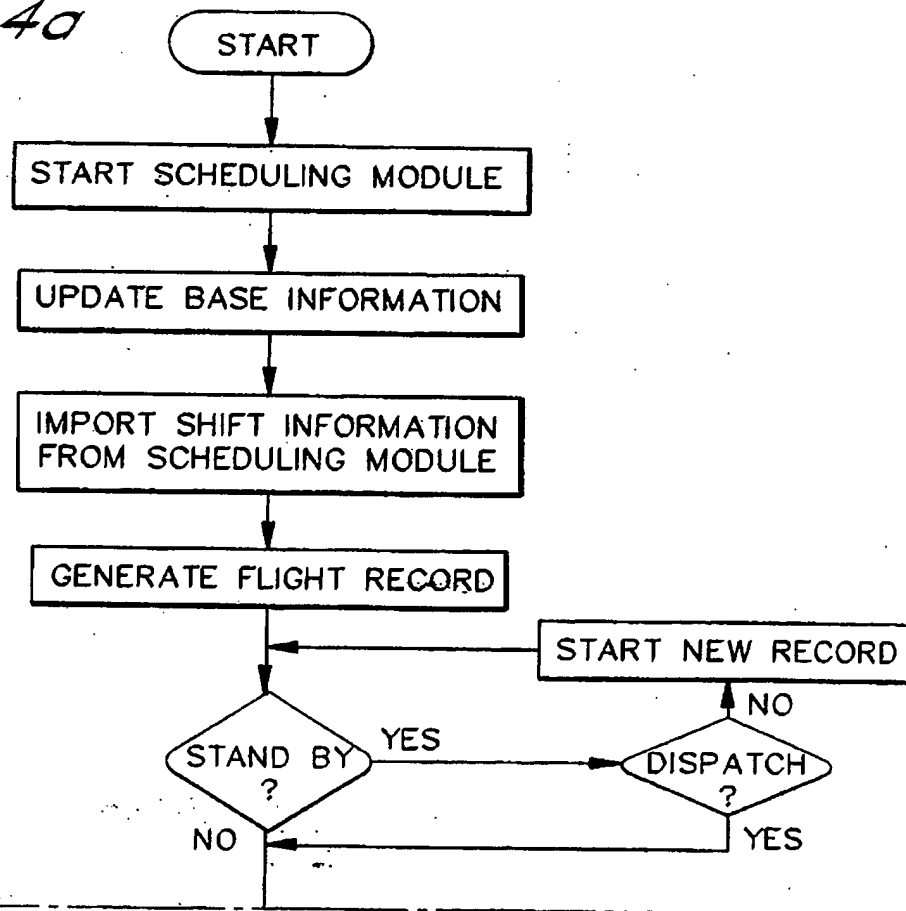 4a
START
START SCHEDULING MODULE
UPDATE BASE INFORMATION
IMPORT SHIFT INFORMATION
FROM SCHEDULING MODULE
GENERATE FLIGHT RECORD
START NEW RECORD
NO
STAND BY
?
YES
DISPATCH
?
NO
YES